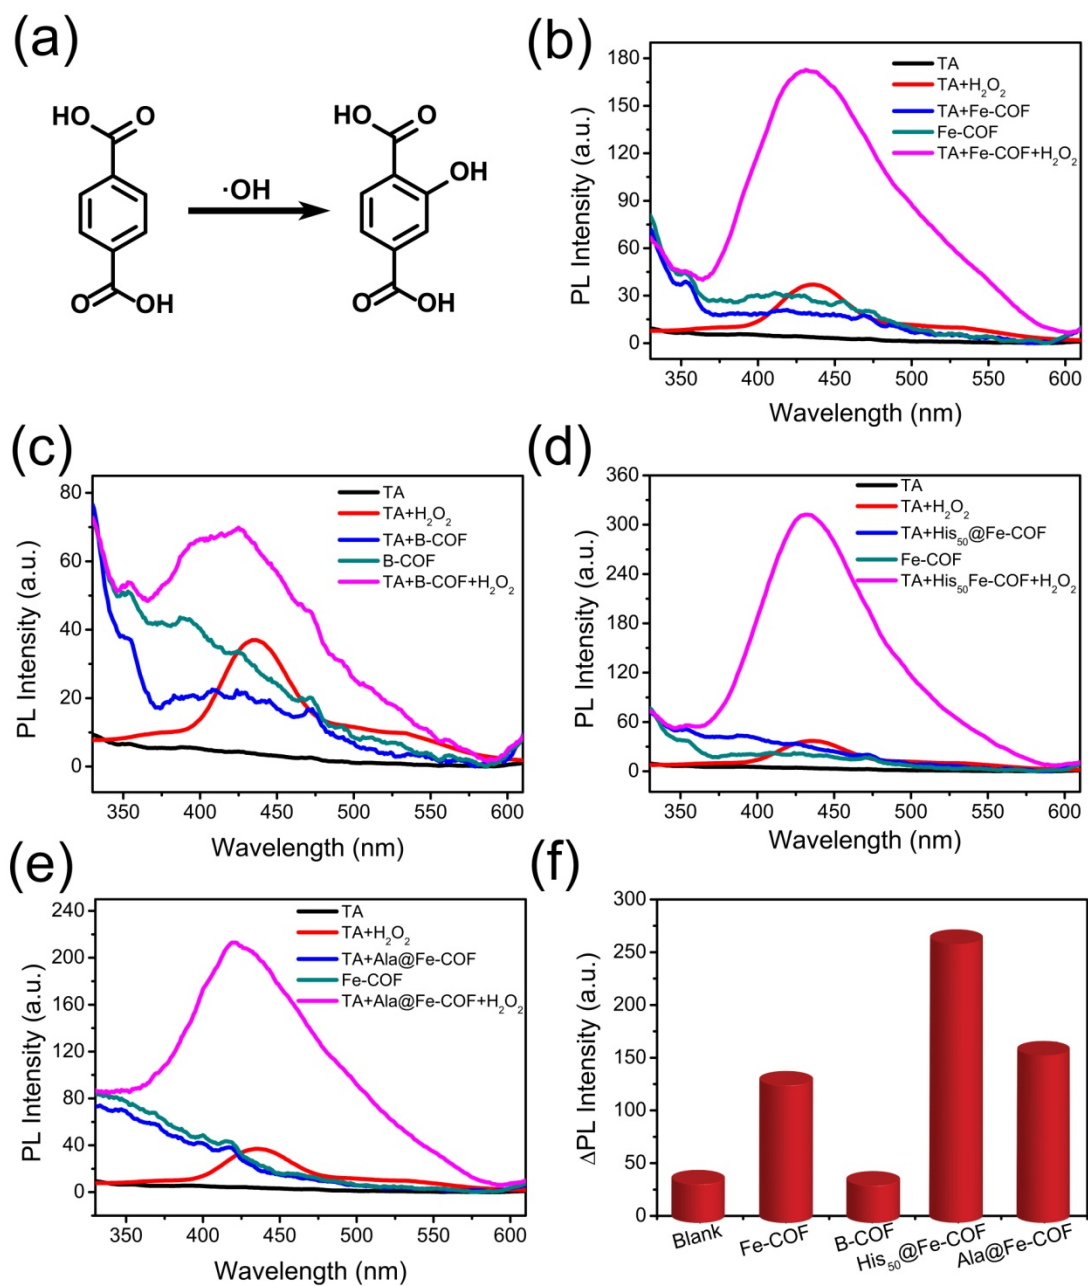 (a)
HO
O
·OH
O
OH
HO
O
OH
O
OH
(b)
180
150
120
90
60
30
0
PL Intensity (a.u.)
TA
TA+H₂O₂
TA+Fe-COF
Fe-COF
TA+Fe-COF+H₂O₂
350 400 450 500 550 600
Wavelength (nm)
(c)
80
60
40
20
0
PL Intensity (a.u.)
TA
TA+H₂O₂
TA+B-COF
B-COF
TA+B-COF+H₂O₂
350 400 450 500 550 600
Wavelength (nm)
(d)
360
300
240
180
120
60
0
PL Intensity (a.u.)
TA
TA+H₂O₂
TA+His₅₀@Fe-COF
Fe-COF
TA+His₅₀Fe-COF+H₂O₂
350 400 450 500 550 600
Wavelength (nm)
(e)
240
200
160
120
80
40
0
PL Intensity (a.u.)
TA
TA+H₂O₂
TA+Ala@Fe-COF
Fe-COF
TA+Ala@Fe-COF+H₂O₂
350 400 450 500 550 600
Wavelength (nm)
(f)
300
250
200
150
100
50
0
ΔPL Intensity (a.u.)
Blank
Fe-COF
B-COF
His₅₀@Fe-COF
Ala@Fe-COF